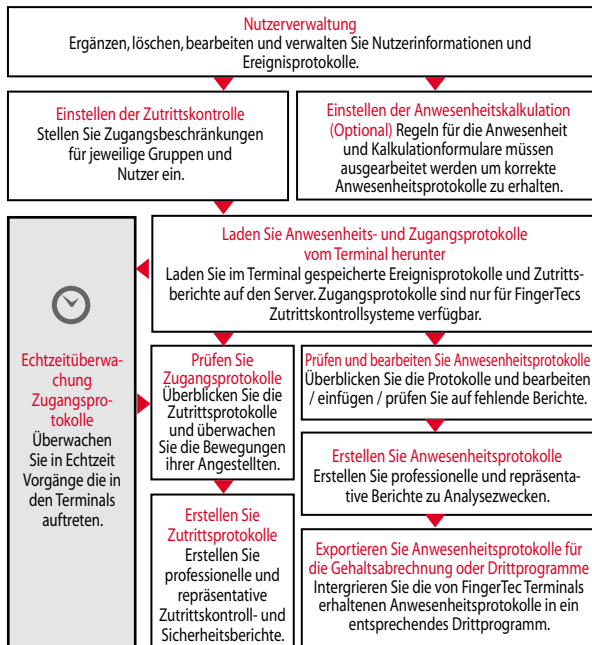 Nutzerverwaltung
Ergänzen, löschen, bearbeiten und verwalten Sie Nutzerinformationen und
Ereignisprotokolle.
Einstellen der Zutrittskontrolle
Stellen Sie Zugangsbeschränkungen
für jeweilige Gruppen und
Nutzer ein.
Einstellen der Anwesenheitskalkulation
(Optional) Regeln für die Anwesenheit
und Kalkulationformulare müssen
ausgearbeitet werden um korrekte
Anwesenheitsprotokolle zu erhalten.
Laden Sie Anwesenheits- und Zugangsprotokolle
vom Terminal herunter
Laden Sie im Terminal gespeicherte Ereignisprotokolle und Zutritts-
berichte auf den Server. Zugangsprotokolle sind nur für FingerTecs
Zutrittskontrollsysteme verfügbar.
Echtzeitüberwa-
chung
Zugangspro-
tokolle
Überwachen
Sie in Echtzeit
Vorgänge die in
den Terminals
auftreten.
Prüfen Sie
Zugangsprotokolle
Überblicken Sie die
Zutrittsprotokolle
und überwachen
Sie die Bewegungen
ihrer Angestellten.
Prüfen und bearbeiten Sie Anwesenheitsprotokolle
Überblicken Sie die Protokolle und bearbeiten
/ einfügen / prüfen Sie auf fehlende Berichte.
Erstellen Sie Anwesenheitsprotokolle
Erstellen Sie professionelle und repräsenta-
tive Berichte zu Analysezwecken.
Erstellen Sie
Zutrittsprotokolle
Erstellen Sie
professionelle und
repräsentative
Zutrittskontroll- und
Sicherheitsberichte.
Exportieren Sie Anwesenheitsprotokolle für
die Gehaltsabrechnung oder Drittprogramme
Intergrieren Sie die von FingerTec Terminals
erhaltenen Anwesenheitsprotokolle in ein
entsprechendes Drittprogramm.